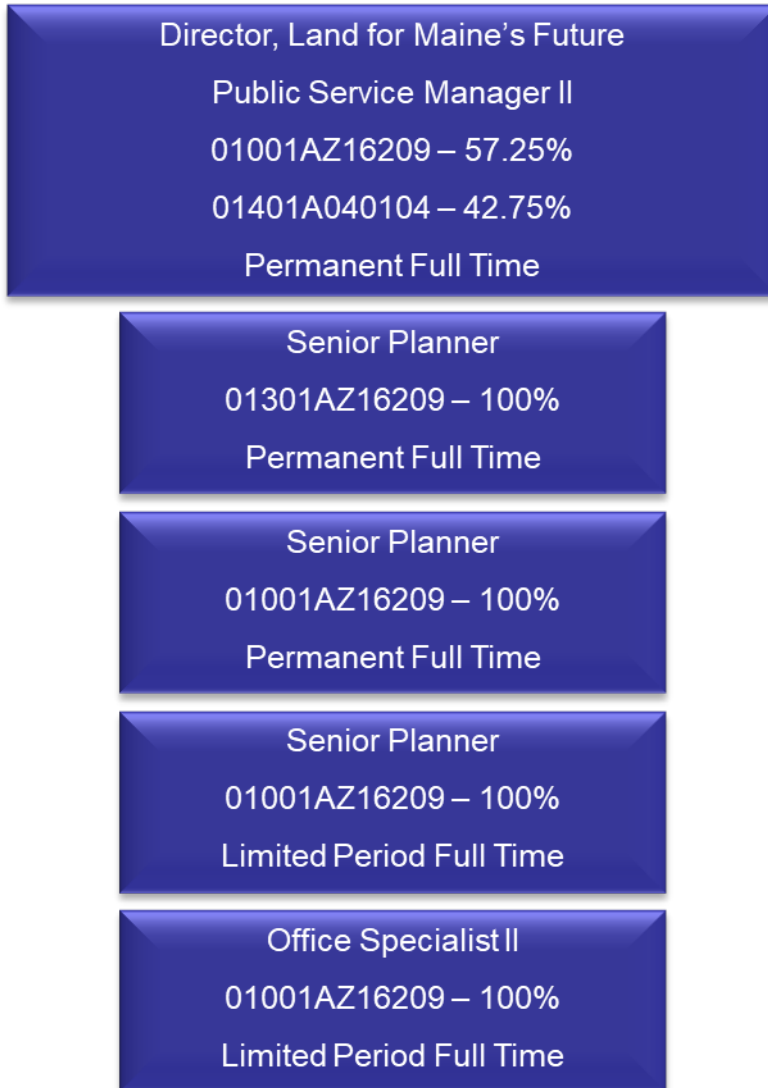 Director, Land for Maine’s Future
Public Service Manager II
01001AZ16209 – 57.25%
01401A040104 – 42.75%
Permanent Full Time
Senior Planner
01301AZ16209 – 100%
Permanent Full Time
Senior Planner
01001AZ16209 – 100%
Permanent Full Time
Senior Planner
01001AZ16209 – 100%
Limited Period Full Time
Office Specialist II
01001AZ16209 – 100%
Limited Period Full Time